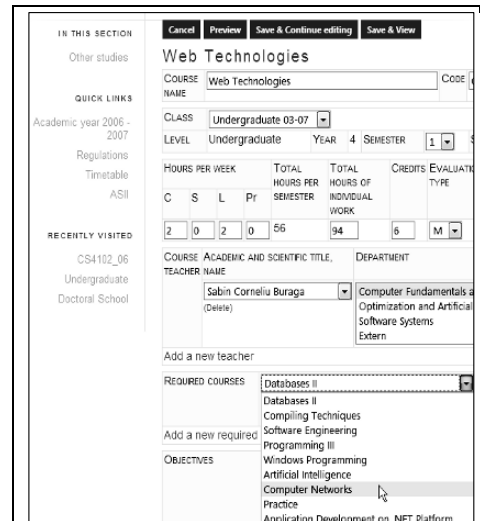 IN THIS SECTION
Other studies
QUICK LINKS
Academic year 2006 -
2007
Regulations
Timetable
ASII
RECENTLY VISITED
CS4102_06
Undergraduate
Doctoral School
Cancel Preview Save & Continue editing Save & View
Web Technologies
COURSE NAME Web Technologies CODE
CLASS Undergraduate 03-07
LEVEL Undergraduate YEAR 4 SEMESTER 1
HOURS PER WEEK
C S L Pr
TOTAL HOURS PER SEMESTER
TOTAL HOURS OF INDIVIDUAL WORK
CREDITS
EVALUATION TYPE
2 0 2 0 56 94 6 M
COURSE TEACHER
ACADEMIC AND SCIENTIFIC TITLE, NAME
DEPARTMENT
Sabin Corneliu Buraga
(Delete)
Computer Fundamentals a
Optimization and Artificial
Software Systems
Extern
Add a new teacher
REQUIRED COURSES Databases II
Databases II
Compiling Techniques
Software Engineering
Add a new required
Programming III
Windows Programming
OBJECTIVES
Artificial Intelligence
Computer Networks
Practice
Application Development on .NET Platform